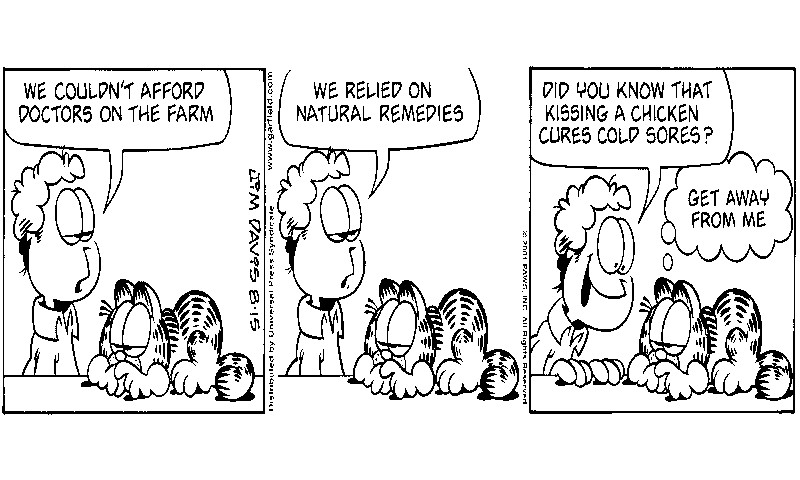 WE COULDN'T AFFORD
DOCTORS ON THE FARM
www.garfield.com
JIM DAVIS 8-15
Distributed by Universal Press Syndicate
WE RELIED ON
NATURAL REMEDIES
© 2001 PAWS, INC. All Rights Reserved
DID YOU KNOW THAT
KISSING A CHICKEN
CURES COLD SORES?
GET AWAY
FROM ME